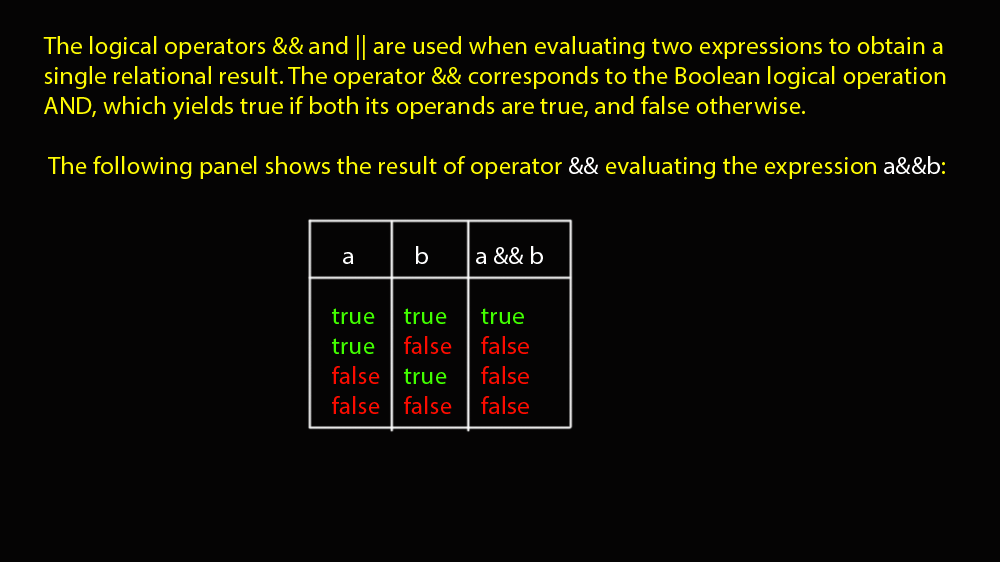 The logical operators && and || are used when evaluating two expressions to obtain a
single relational result. The operator && corresponds to the Boolean logical operation
AND, which yields true if both its operands are true, and false otherwise.
The following panel shows the result of operator && evaluating the expression a&&b:
a b a && b
true true true
true false false
false true false
false false false